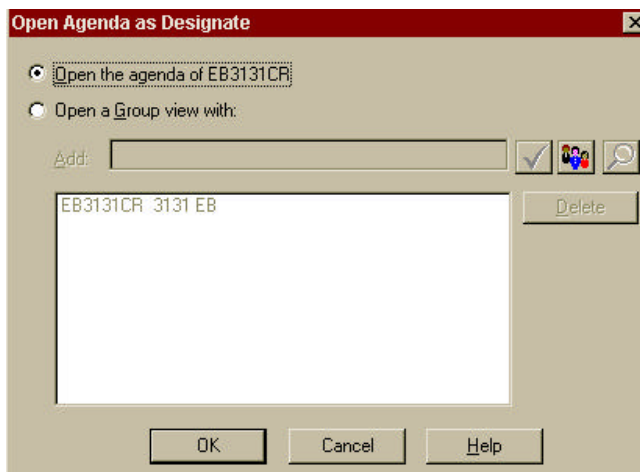 Open Agenda as Designate
Open the agenda of EB3131CR
Open a Group view with:
Add:
EB3131CR 3131 EB
Delete
OK
Cancel
Help